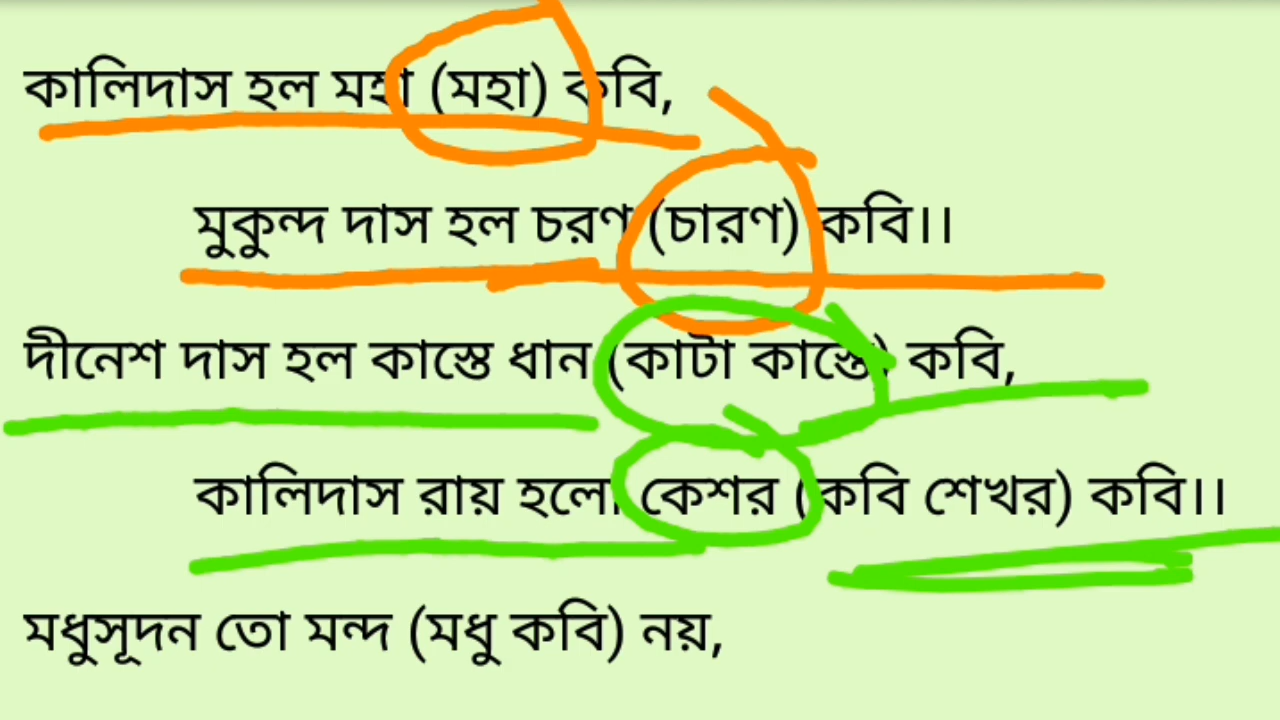 কালিদাস হল মহা (মহা) কবি,
মুকুন্দ দাস হল চরণ (চারণ) কবি।।
দীনেশ দাস হল কাস্তে ধান (কাটা কাস্তে) কবি,
কালিদাস রায় হলো কেশর (কবি শেখর) কবি।।
মধুসূদন তো মন্দ (মধু কবি) নয়,